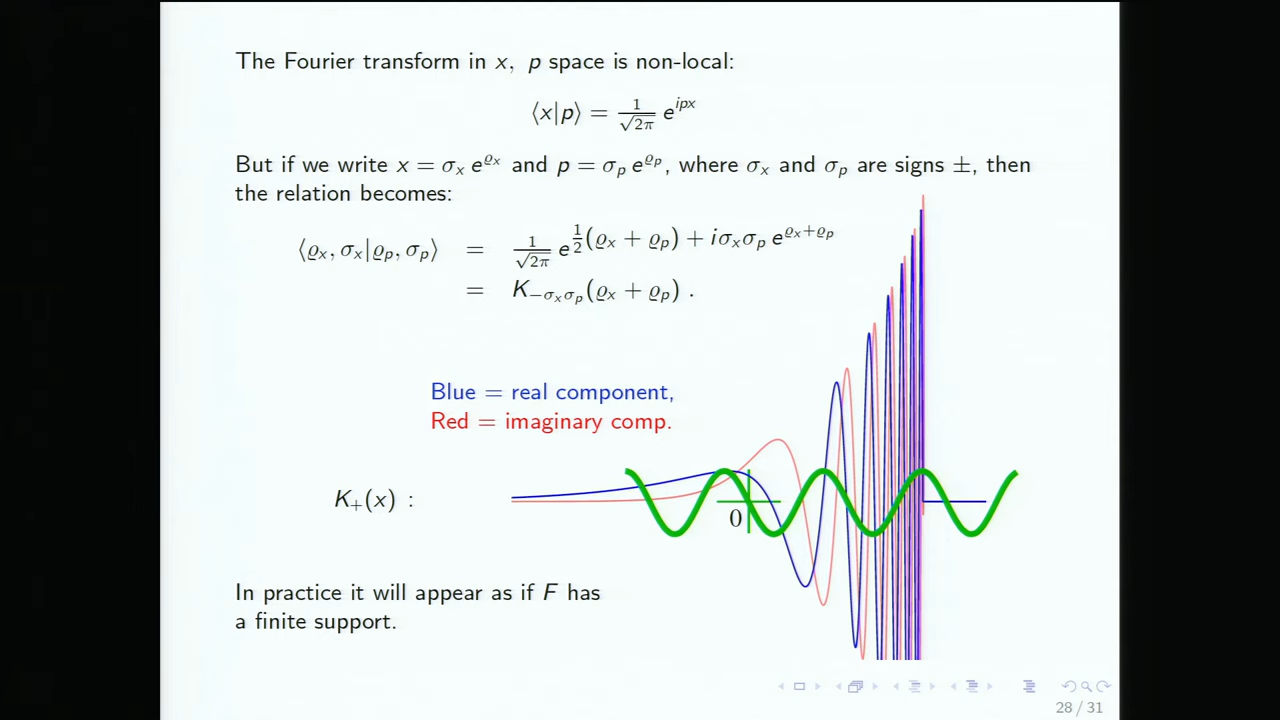 The Fourier transform in x, p space is non-local:
⟨x|p⟩ = 1/√2π e^{ipx}
But if we write x = σ_x e^{ϱ_x} and p = σ_p e^{ϱ_p}, where σ_x and σ_p are signs ±, then
the relation becomes:
⟨ϱ_x, σ_x|ϱ_p, σ_p⟩ = 1/√2π e^{½(ϱ_x + ϱ_p) + iσ_xσ_p e^{ϱ_x+ϱ_p}}
= K_{−σ_xσ_p}(ϱ_x + ϱ_p) .
Blue = real component,
Red = imaginary comp.
K_+(x) :
0
In practice it will appear as if F has
a finite support.
28 / 31